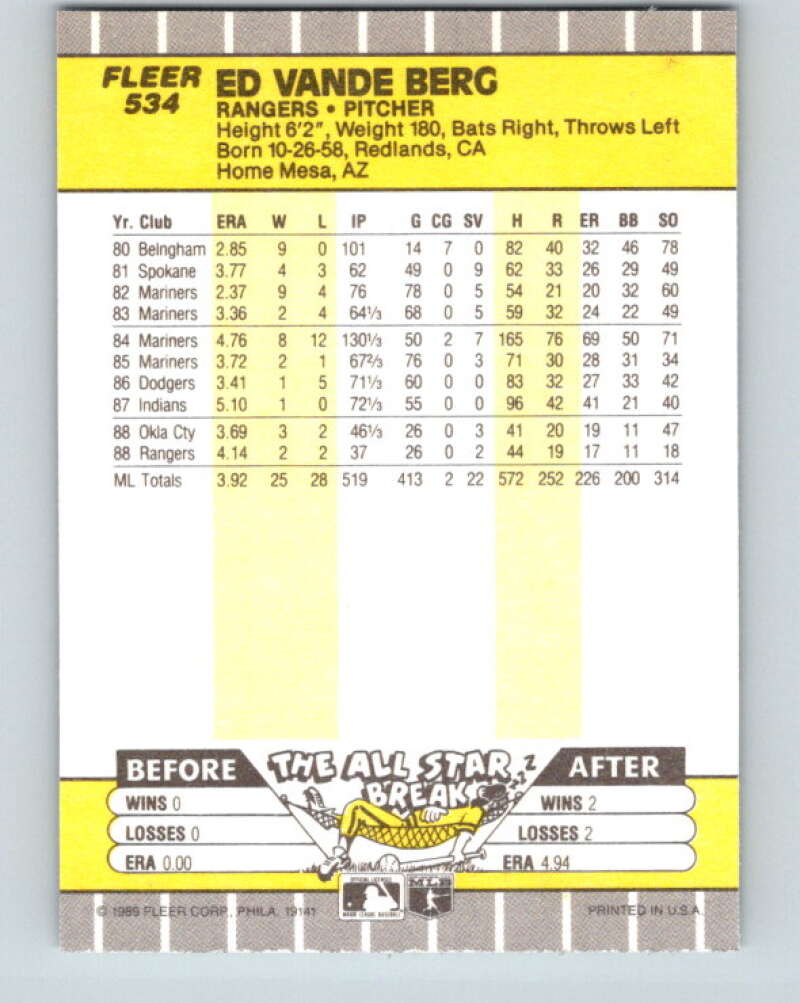 FLEER
534
ED VANDE BERG
RANGERS • PITCHER
Height 6'2", Weight 180, Bats Right, Throws Left
Born 10-26-58, Redlands, CA
Home Mesa, AZ
Yr. Club ERA W L IP G CG SV H R ER BB SO
80 Belngham 2.85 9 0 101 14 7 0 82 40 32 46 78
81 Spokane 3.77 4 3 62 49 0 9 62 33 26 29 49
82 Mariners 2.37 9 4 76 78 0 5 54 21 20 32 60
83 Mariners 3.36 2 4 64⅓ 68 0 5 59 32 24 22 49
84 Mariners 4.76 8 12 130⅓ 50 2 7 165 76 69 50 71
85 Mariners 3.72 2 1 67⅔ 76 0 3 71 30 28 31 34
86 Dodgers 3.41 1 5 71⅓ 60 0 0 83 32 27 33 42
87 Indians 5.10 1 0 72⅓ 55 0 0 96 42 41 21 40
88 Okla Cty 3.69 3 2 46⅓ 26 0 3 41 20 19 11 47
88 Rangers 4.14 2 2 37 26 0 2 44 19 17 11 18
ML Totals 3.92 25 28 519 413 2 22 572 252 226 200 314
BEFORE THE ALL STAR BREAK AFTER
ZZZ
WINS 0 WINS 2
LOSSES 0 LOSSES 2
ERA 0.00 ERA 4.94
OFFICIAL LICENSEE
MAJOR LEAGUE BASEBALL
MLB
© 1989 FLEER CORP., PHILA. 19141 PRINTED IN U.S.A.